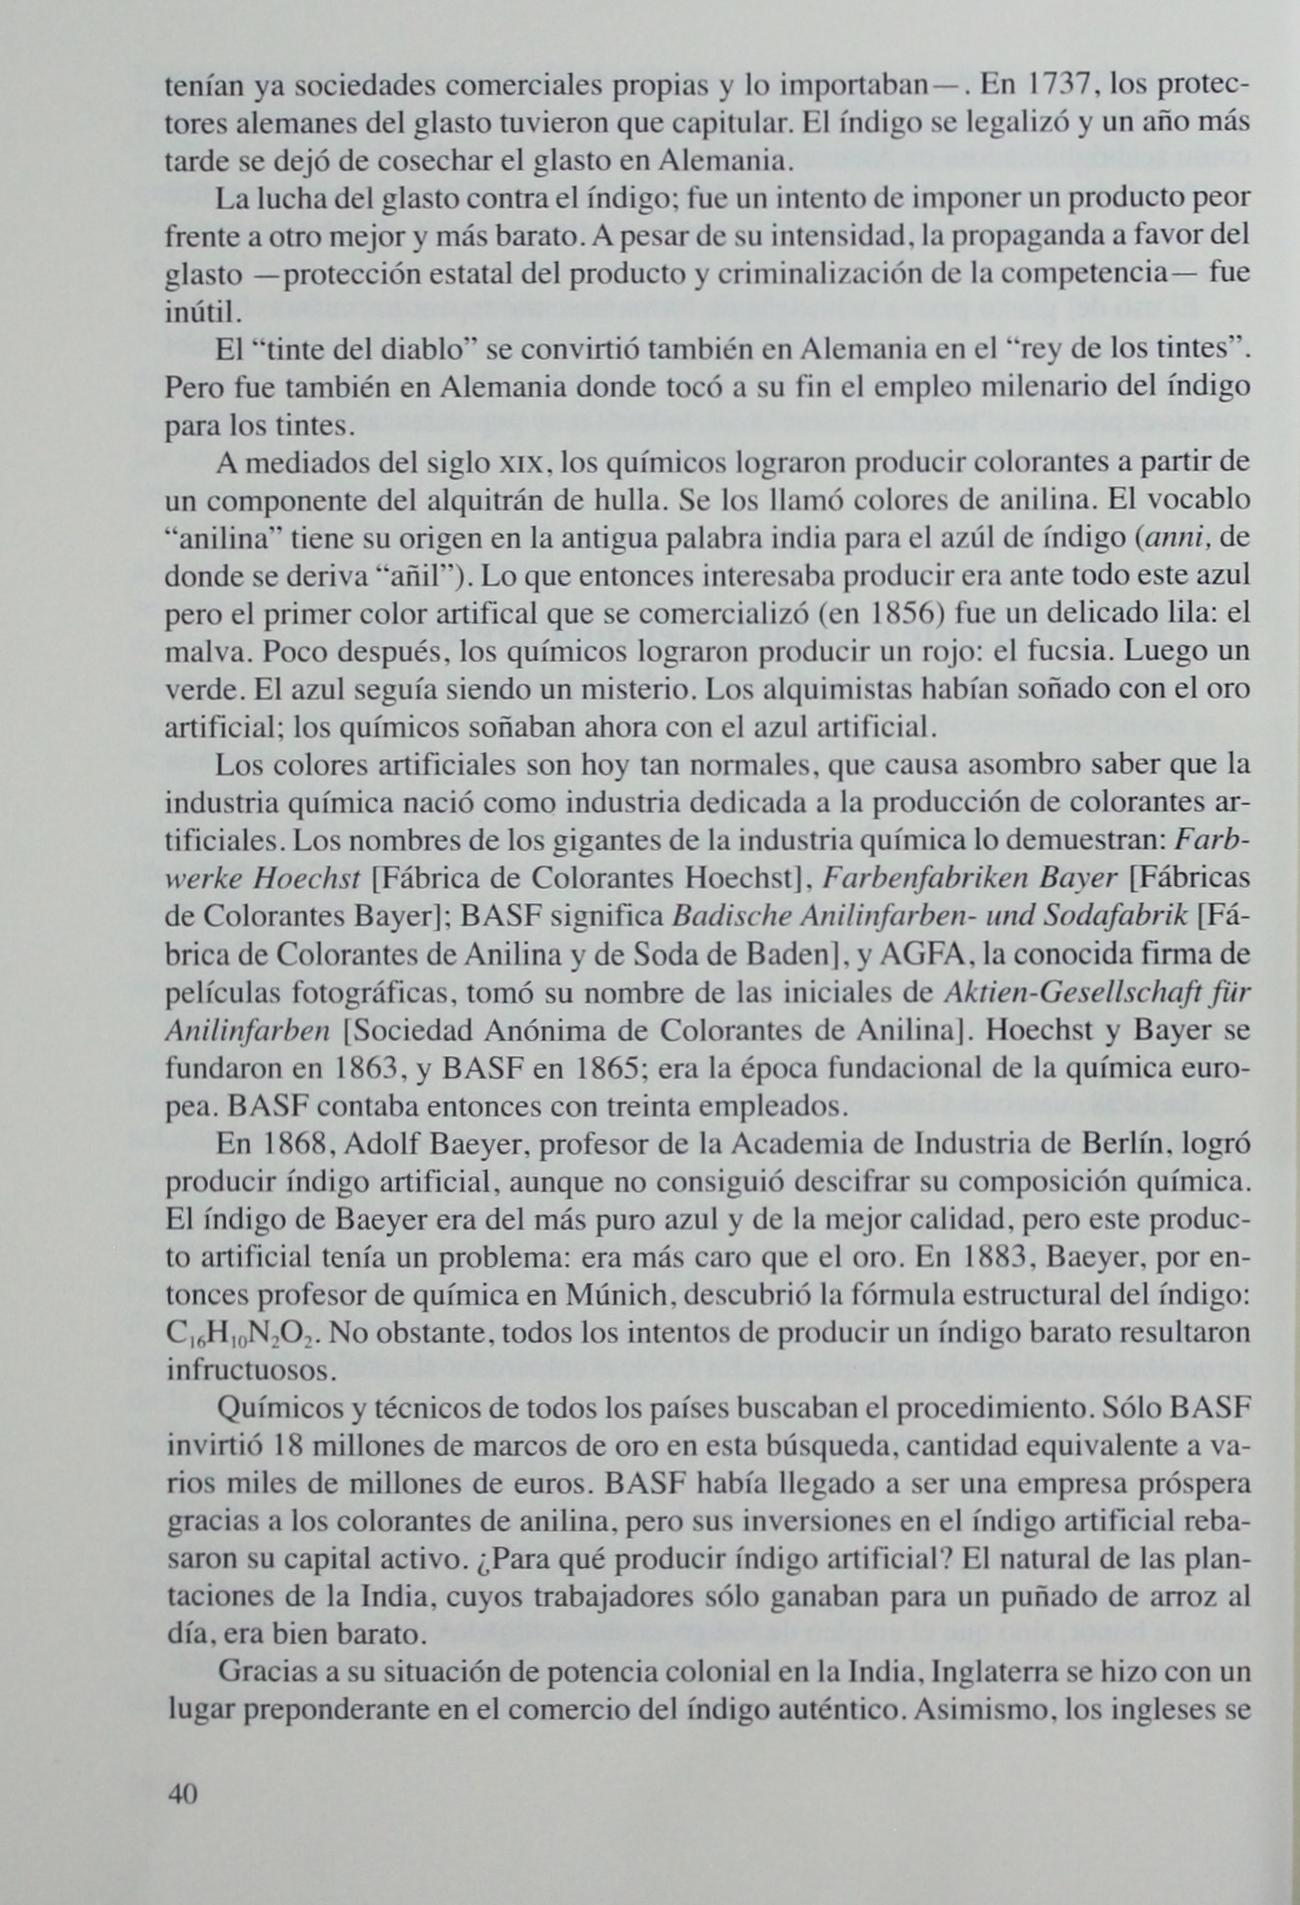 tenían ya sociedades comerciales propias y lo importaban—. En 1737, los protec-
tores alemanes del glasto tuvieron que capitular. El índigo se legalizó y un año más
tarde se dejó de cosechar el glasto en Alemania.
La lucha del glasto contra el índigo; fue un intento de imponer un producto peor
frente a otro mejor y más barato. A pesar de su intensidad, la propaganda a favor del
glasto —protección estatal del producto y criminalización de la competencia— fue
inútil.
El “tinte del diablo” se convirtió también en Alemania en el “rey de los tintes”.
Pero fue también en Alemania donde tocó a su fin el empleo milenario del índigo
para los tintes.
A mediados del siglo XIX, los químicos lograron producir colorantes a partir de
un componente del alquitrán de hulla. Se los llamó colores de anilina. El vocablo
“anilina” tiene su origen en la antigua palabra india para el azúl de índigo (anni, de
donde se deriva “añil”). Lo que entonces interesaba producir era ante todo este azul
pero el primer color artifical que se comercializó (en 1856) fue un delicado lila: el
malva. Poco después, los químicos lograron producir un rojo: el fucsia. Luego un
verde. El azul seguía siendo un misterio. Los alquimistas habían soñado con el oro
artificial; los químicos soñaban ahora con el azul artificial.
Los colores artificiales son hoy tan normales, que causa asombro saber que la
industria química nació como industria dedicada a la producción de colorantes ar-
tificiales. Los nombres de los gigantes de la industria química lo demuestran: Farb-
werke Hoechst [Fábrica de Colorantes Hoechst], Farbenfabriken Bayer [Fábricas
de Colorantes Bayer]; BASF significa Badische Anilinfarben- und Sodafabrik [Fá-
brica de Colorantes de Anilina y de Soda de Baden], y AGFA, la conocida firma de
películas fotográficas, tomó su nombre de las iniciales de Aktien-Gesellschaft für
Anilinfarben [Sociedad Anónima de Colorantes de Anilina]. Hoechst y Bayer se
fundaron en 1863, y BASF en 1865; era la época fundacional de la química euro-
pea. BASF contaba entonces con treinta empleados.
En 1868, Adolf Baeyer, profesor de la Academia de Industria de Berlín, logró
producir índigo artificial, aunque no consiguió descifrar su composición química.
El índigo de Baeyer era del más puro azul y de la mejor calidad, pero este produc-
to artificial tenía un problema: era más caro que el oro. En 1883, Baeyer, por en-
tonces profesor de química en Múnich, descubrió la fórmula estructural del índigo:
C₁₆H₁₀N₂O₂. No obstante, todos los intentos de producir un índigo barato resultaron
infructuosos.
Químicos y técnicos de todos los países buscaban el procedimiento. Sólo BASF
invirtió 18 millones de marcos de oro en esta búsqueda, cantidad equivalente a va-
rios miles de millones de euros. BASF había llegado a ser una empresa próspera
gracias a los colorantes de anilina, pero sus inversiones en el índigo artificial reba-
saron su capital activo. ¿Para qué producir índigo artificial? El natural de las plan-
taciones de la India, cuyos trabajadores sólo ganaban para un puñado de arroz al
día, era bien barato.
Gracias a su situación de potencia colonial en la India, Inglaterra se hizo con un
lugar preponderante en el comercio del índigo auténtico. Asimismo, los ingleses se
40